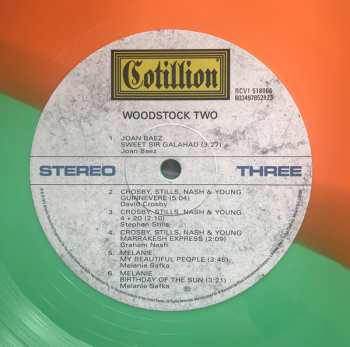 Cotillion
RCV1 518006
603497852925
WOODSTOCK TWO
1. JOAN BAEZ
SWEET SIR GALAHAD (3:27)
Joan Baez
STEREO
THREE
2. CROSBY, STILLS, NASH & YOUNG
GUINNEVERE (5:04)
David Crosby
3. CROSBY, STILLS, NASH & YOUNG
4 + 20 (2:10)
Stephen Stills
4. CROSBY, STILLS, NASH & YOUNG
MARRAKESH EXPRESS (2:09)
Graham Nash
5. MELANIE
MY BEAUTIFUL PEOPLE (3:46)
Melanie Safka
6. MELANIE
BIRTHDAY OF THE SUN (3:21)
Melanie Safka